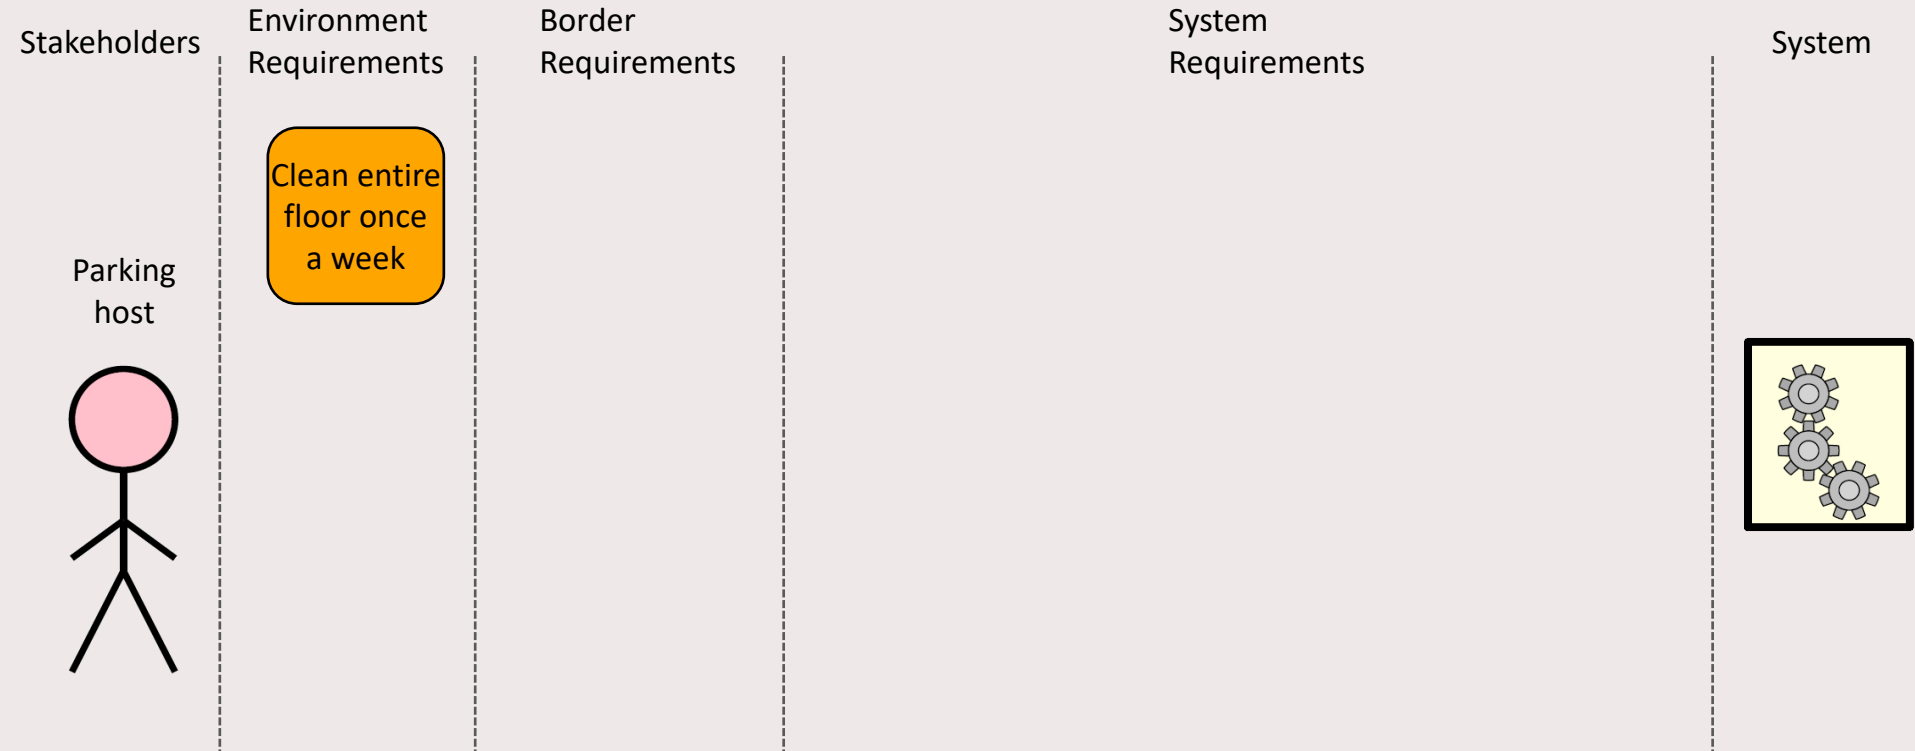 Stakeholders
Environment
Requirements
Border
Requirements
System
Requirements
System
Clean entire
floor once
a week
Parking
host